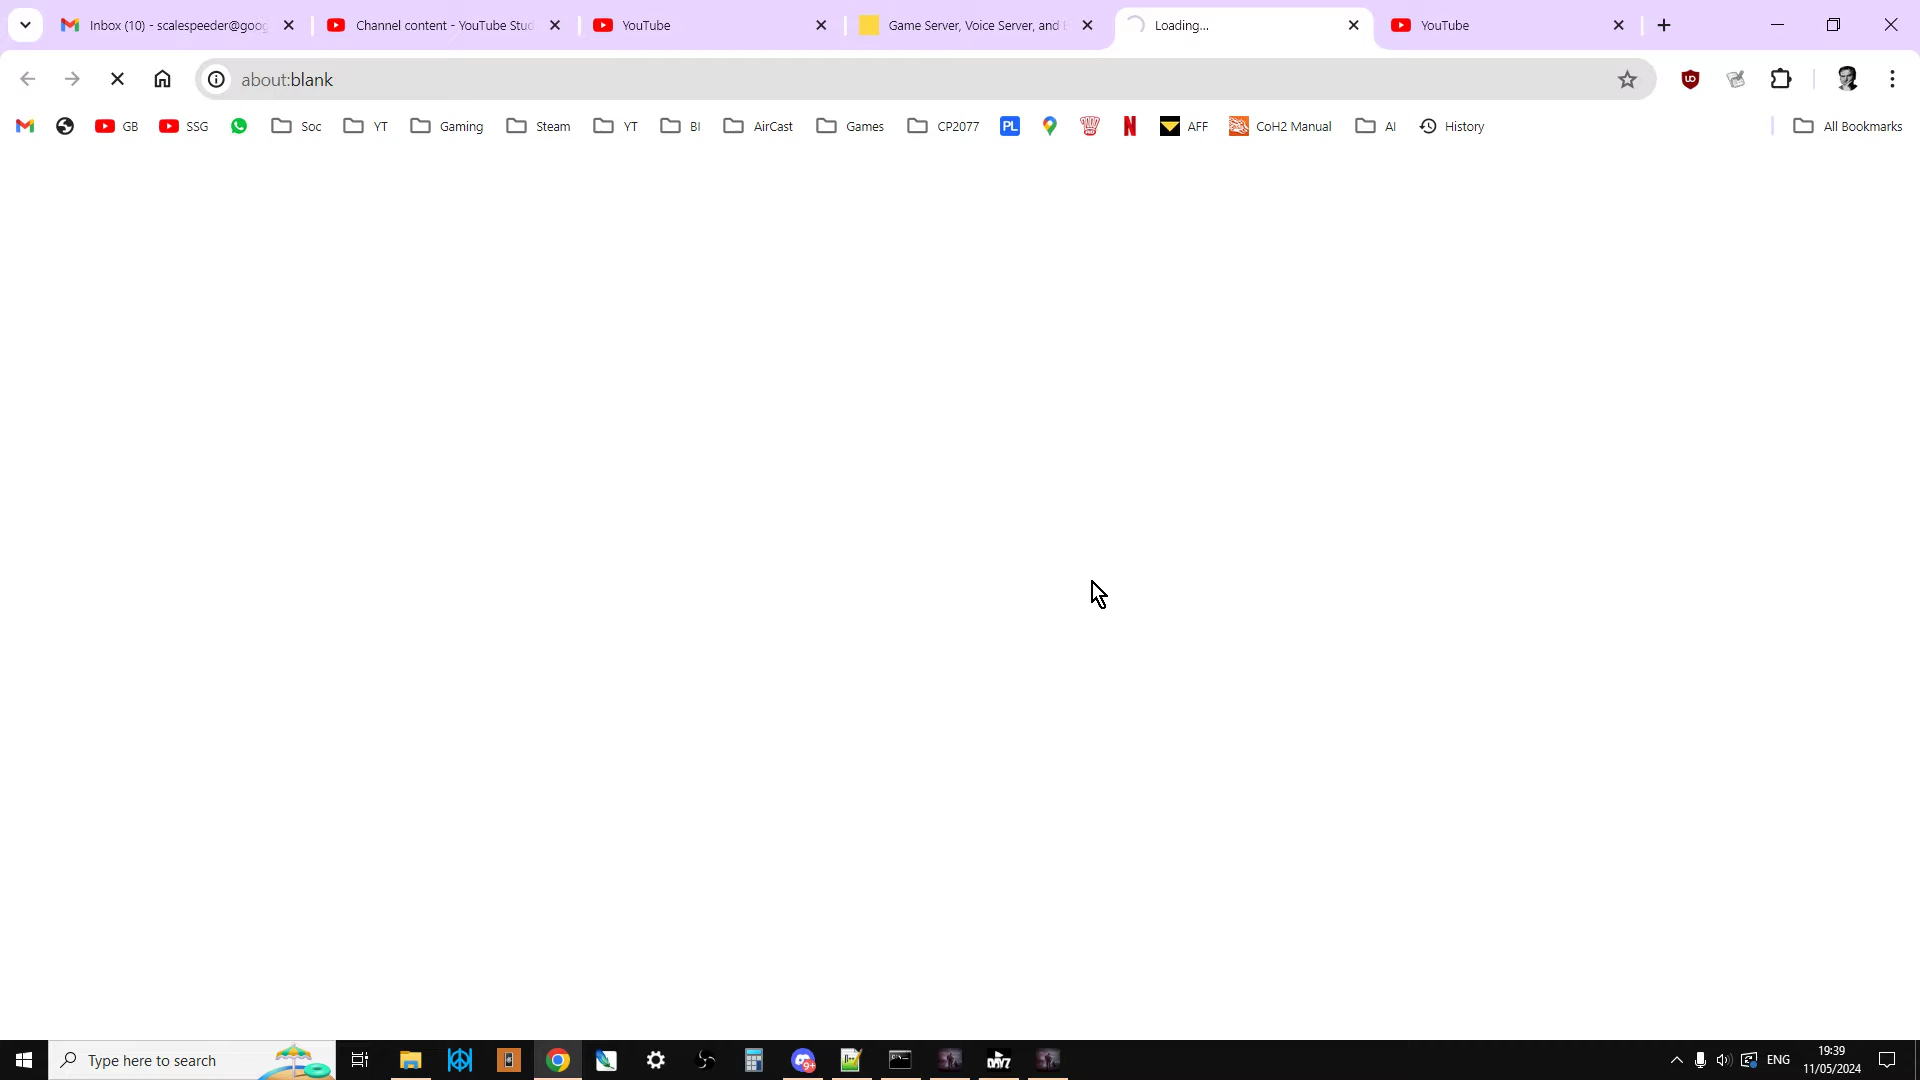 Inbox (10) - scalespeeder@goog
Channel content - YouTube Stud
YouTube
Game Server, Voice Server, and
Loading...
YouTube
about:blank
GB
SSG
Soc
YT
Gaming
Steam
YT
BI
AirCast
Games
CP2077
PL
AFF
CoH2 Manual
AI
History
All Bookmarks
Type here to search
9+
DAYZ
ENG
19:39
11/05/2024